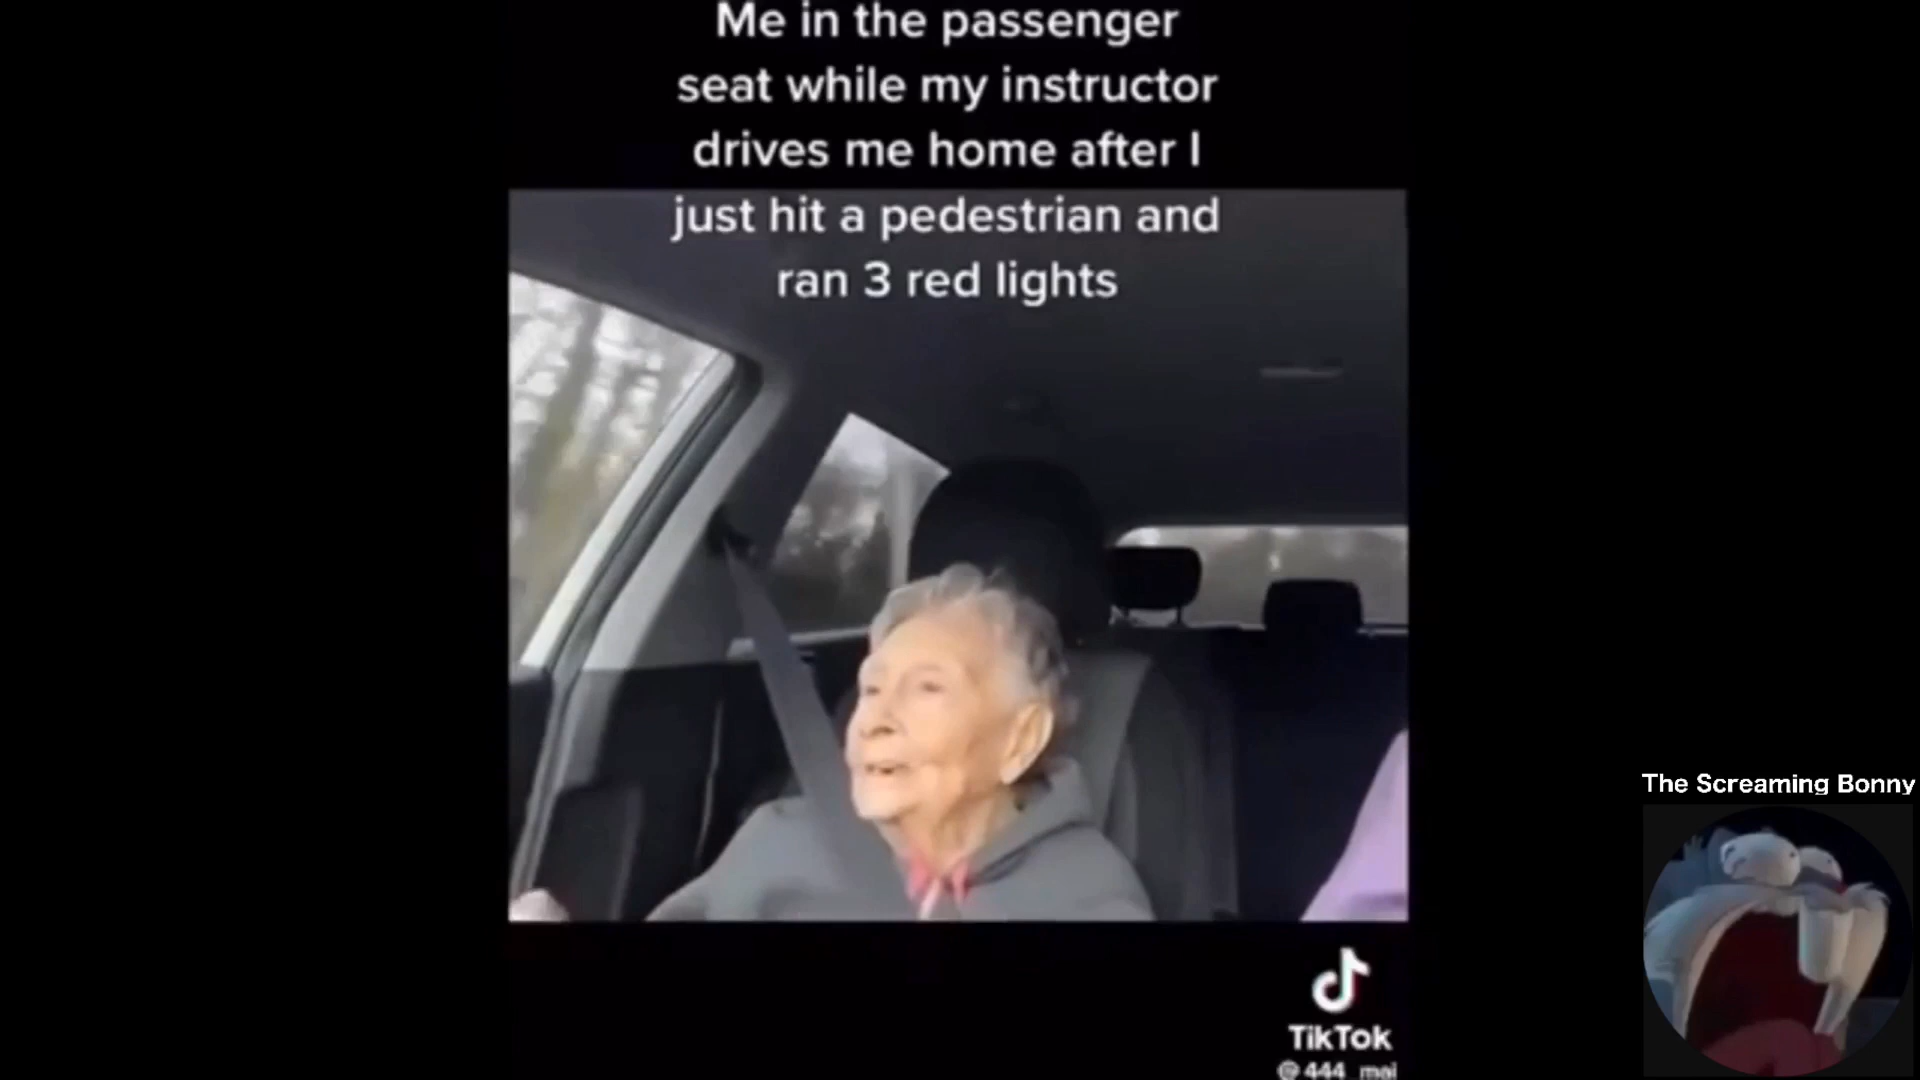 Me in the passenger
seat while my instructor
drives me home after I
just hit a pedestrian and
ran 3 red lights
The Screaming Bonny
TikTok
@444_mai